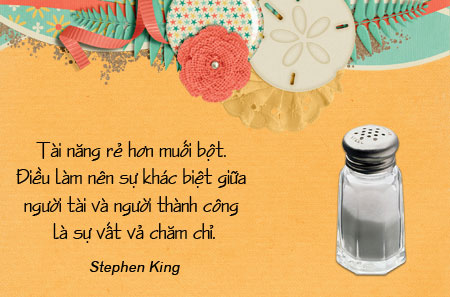 Tài năng rẻ hơn muối bột.
Điều làm nên sự khác biệt giữa
người tài và người thành công
là sự vất vả chăm chỉ.
Stephen King